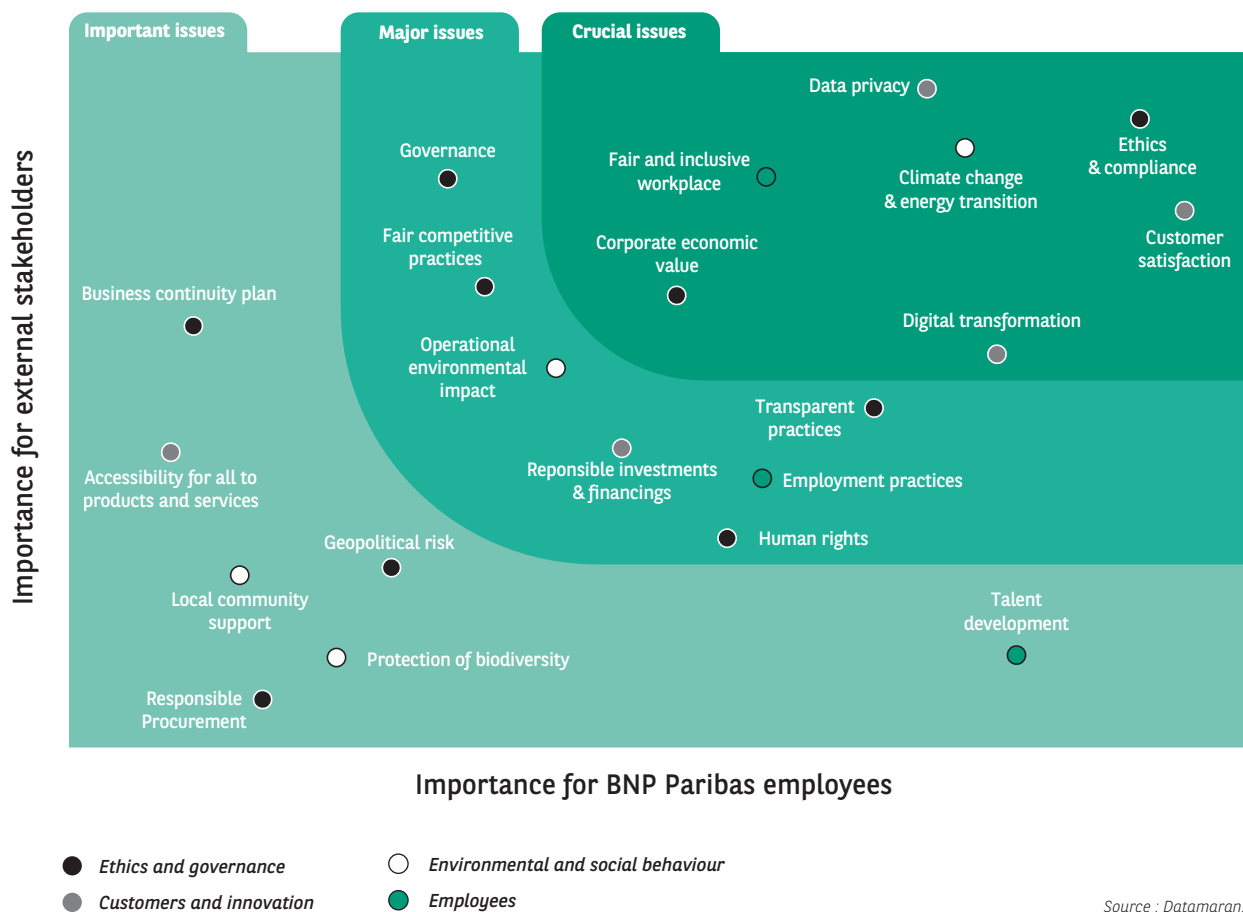 Important issues
Major issues
Crucial issues
Importance for external stakeholders
Data privacy
Ethics
& compliance
Governance
Fair and inclusive
workplace
Climate change
& energy transition
Fair competitive
practices
Corporate economic
value
Customer
satisfaction
Business continuity plan
Digital transformation
Operational
environmental
impact
Transparent
practices
Accessibility for all to
products and services
Reponsible investments
& financings
Employment practices
Geopolitical risk
Human rights
Local community
support
Talent
development
Protection of biodiversity
Responsible
Procurement
Importance for BNP Paribas employees
Ethics and governance
Environmental and social behaviour
Customers and innovation
Employees
Source : Datamaran.